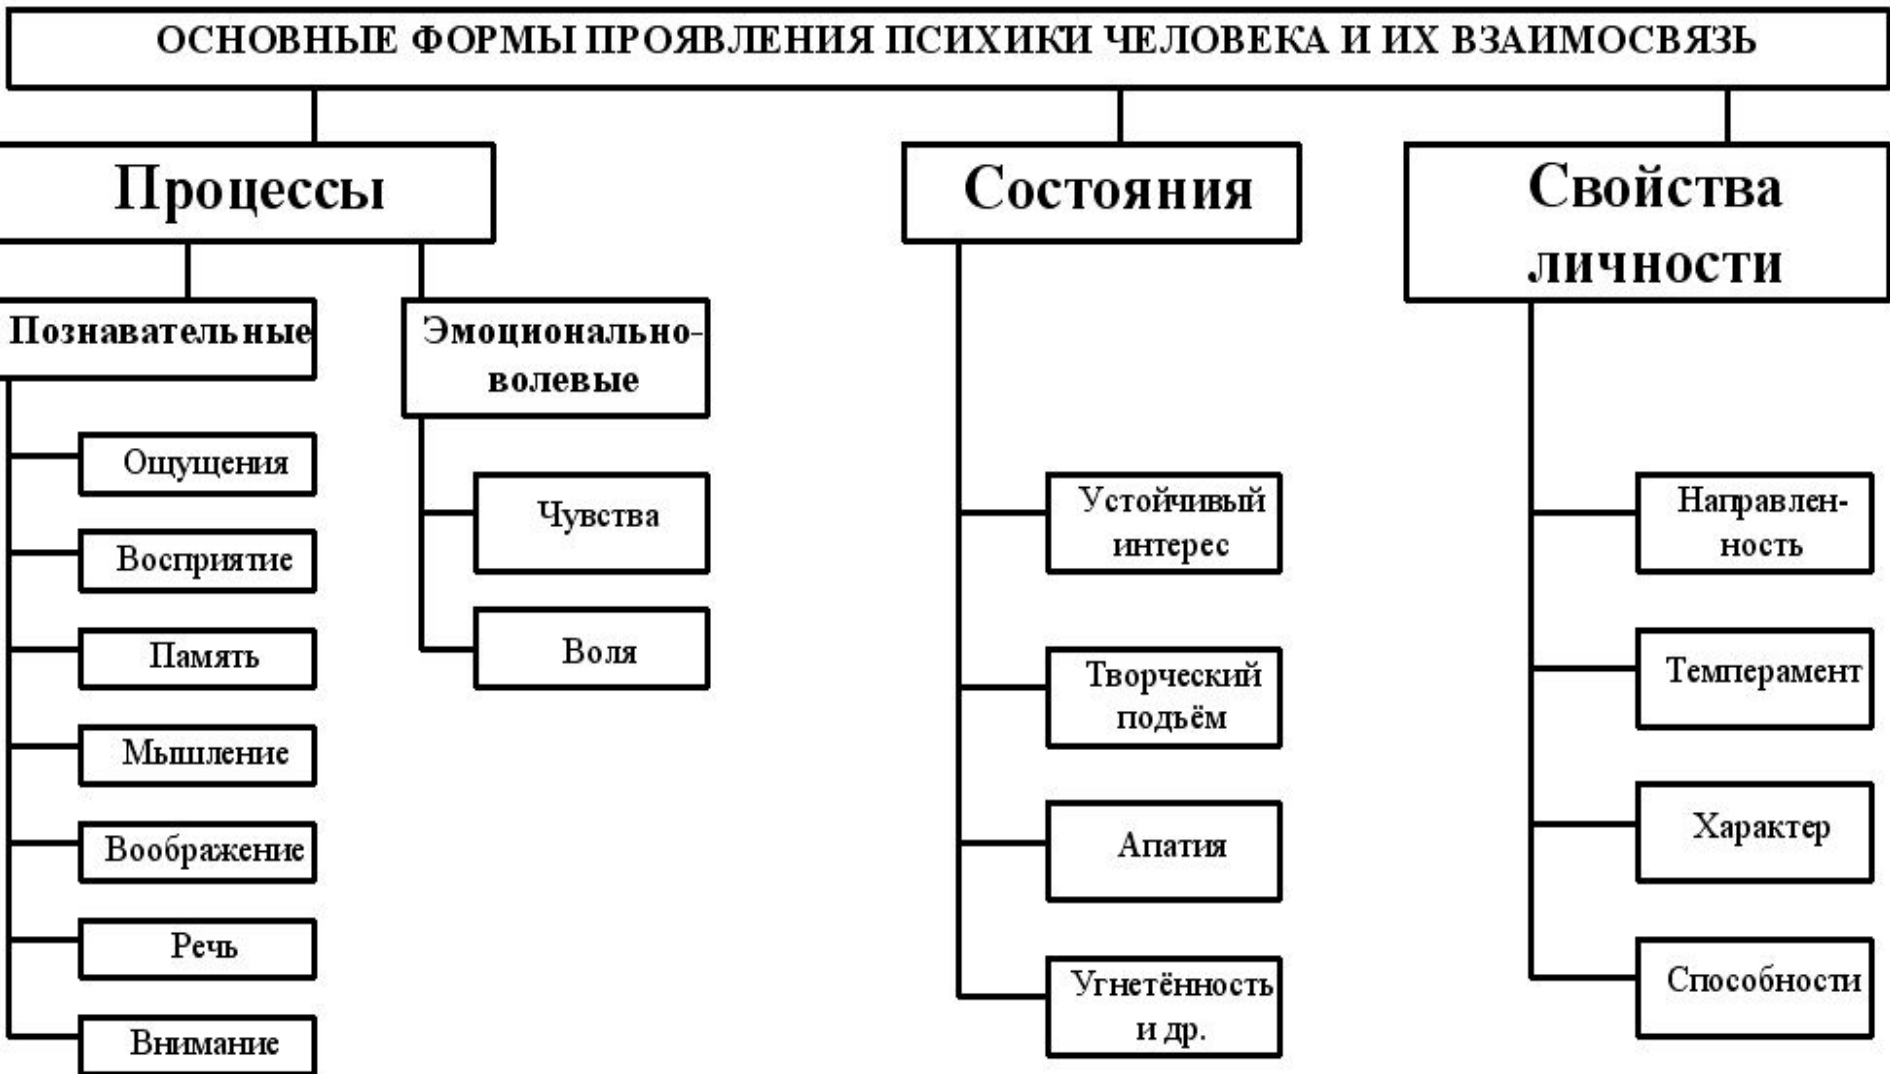 ОСНОВНЫЕ ФОРМЫ ПРОЯВЛЕНИЯ ПСИХИКИ ЧЕЛОВЕКА И ИХ ВЗАИМОСВЯЗЬ
Процессы
Познавательные
Ощущения
Восприятие
Память
Мышление
Воображение
Речь
Внимание
Эмоционально-
волевые
Чувства
Воля
Состояния
Устойчивый
интерес
Творческий
подъём
Апатия
Угнетённость
и др.
Свойства
личности
Направлен-
ность
Темперамент
Характер
Способности